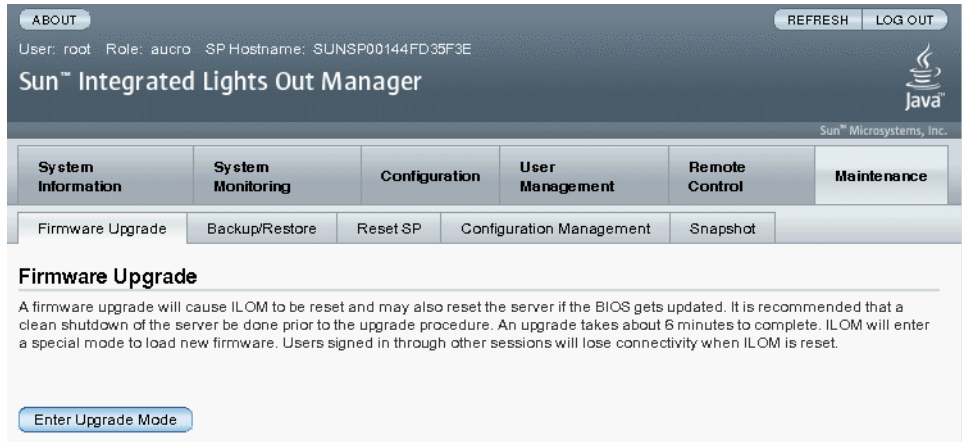 ABOUT
REFRESH LOG OUT
User: root Role: aucro SP Hostname: SUNSP00144FD35F3E
Sun™ Integrated Lights Out Manager
Java™
Sun™ Microsystems, Inc.
System Information
System Monitoring
Configuration
User Management
Remote Control
Maintenance
Firmware Upgrade
Backup/Restore
Reset SP
Configuration Management
Snapshot
Firmware Upgrade
A firmware upgrade will cause ILOM to be reset and may also reset the server if the BIOS gets updated. It is recommended that a
clean shutdown of the server be done prior to the upgrade procedure. An upgrade takes about 6 minutes to complete. ILOM will enter
a special mode to load new firmware. Users signed in through other sessions will lose connectivity when ILOM is reset.
Enter Upgrade Mode